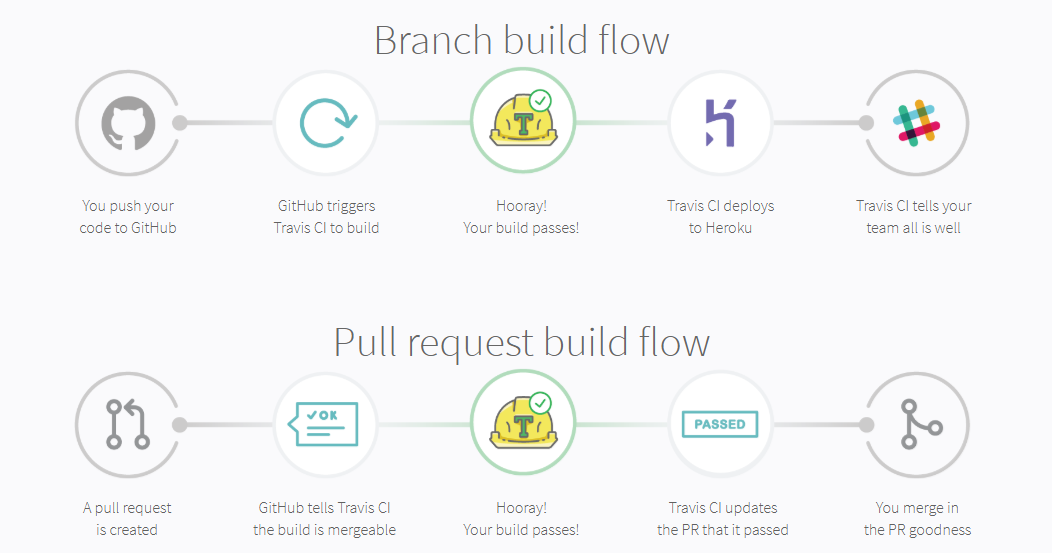 Branch build flow
T
You push your
code to GitHub
GitHub triggers
Travis CI to build
Hooray!
Your build passes!
Travis CI deploys
to Heroku
Travis CI tells your
team all is well
Pull request build flow
OK
T
PASSED
A pull request
is created
GitHub tells Travis CI
the build is mergeable
Hooray!
Your build passes!
Travis CI updates
the PR that it passed
You merge in
the PR goodness